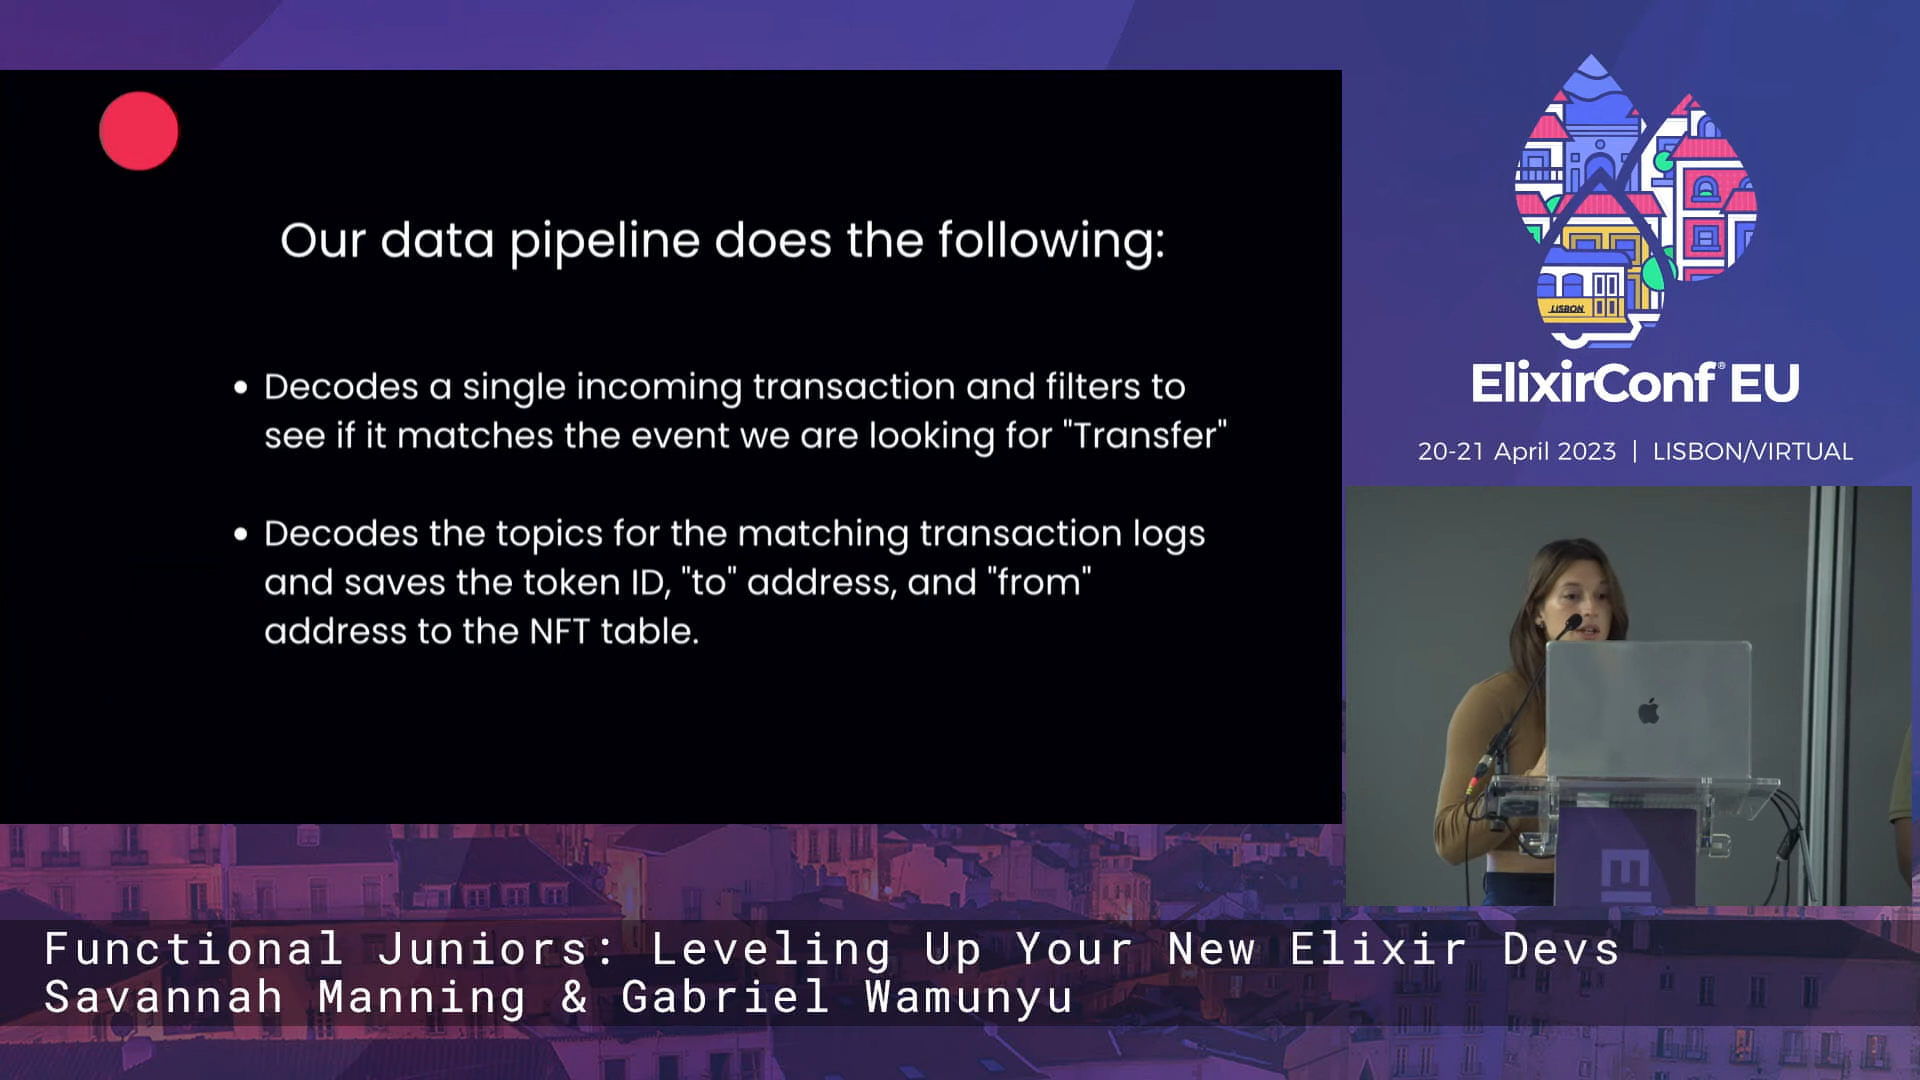 Our data pipeline does the following:
• Decodes a single incoming transaction and filters to
see if it matches the event we are looking for "Transfer"
• Decodes the topics for the matching transaction logs
and saves the token ID, "to" address, and "from"
address to the NFT table.
LISBON
ElixirConf® EU
20-21 April 2023 | LISBON/VIRTUAL
El
Functional Juniors: Leveling Up Your New Elixir Devs
Savannah Manning & Gabriel Wamunyu